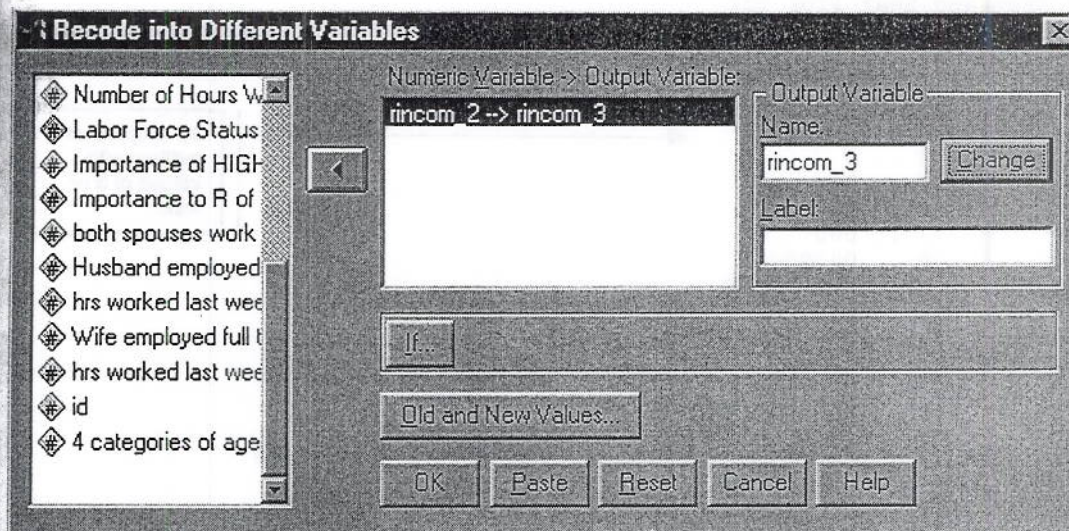 Recode into Different Variables
Number of Hours W
Labor Force Status
Importance of HIGH
Importance to R of
both spouses work
Husband employed
hrs worked last wee
Wife employed full t
hrs worked last wee
id
4 categories of age
Numeric Variable -> Output Variable:
rincom_2 --> rincom_3
Output Variable
Name:
rincom_3
Change
Label:
If...
Old and New Values...
OK
Paste
Reset
Cancel
Help